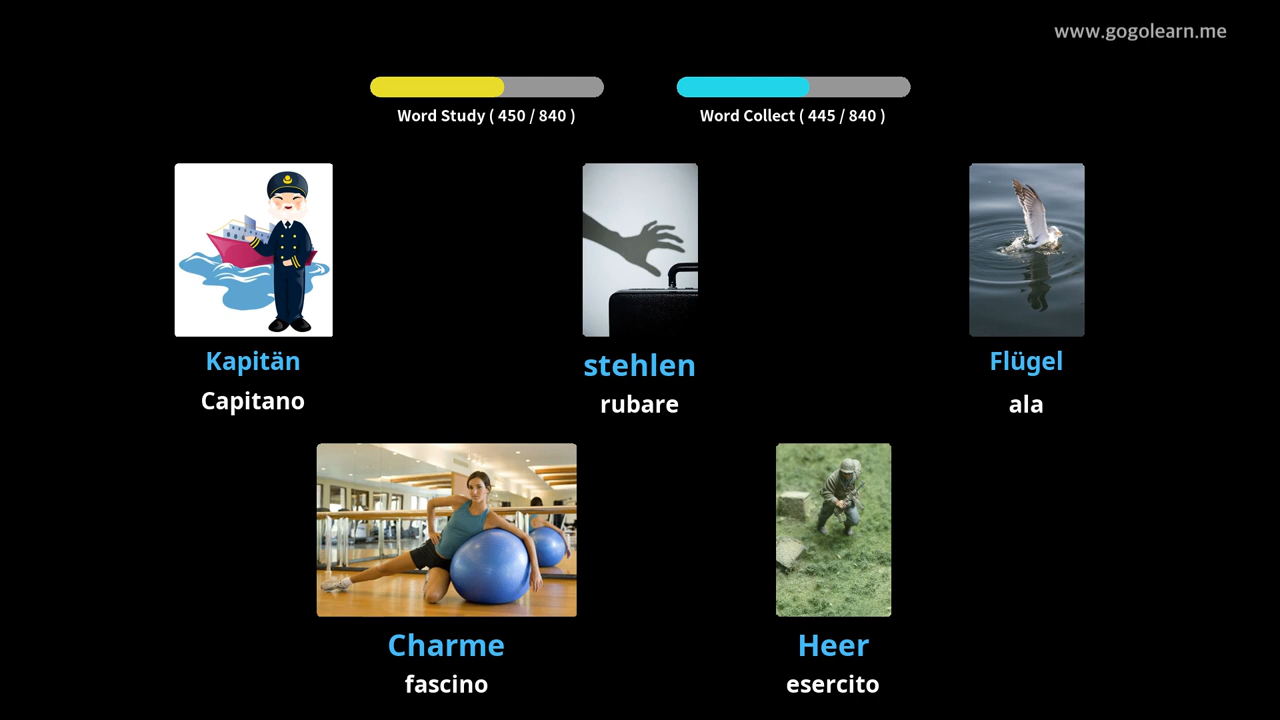 www.gogolearn.me
Word Study ( 450 / 840 )
Word Collect ( 445 / 840 )
Kapitän
Capitano
stehlen
rubare
Flügel
ala
Charme
fascino
Heer
esercito